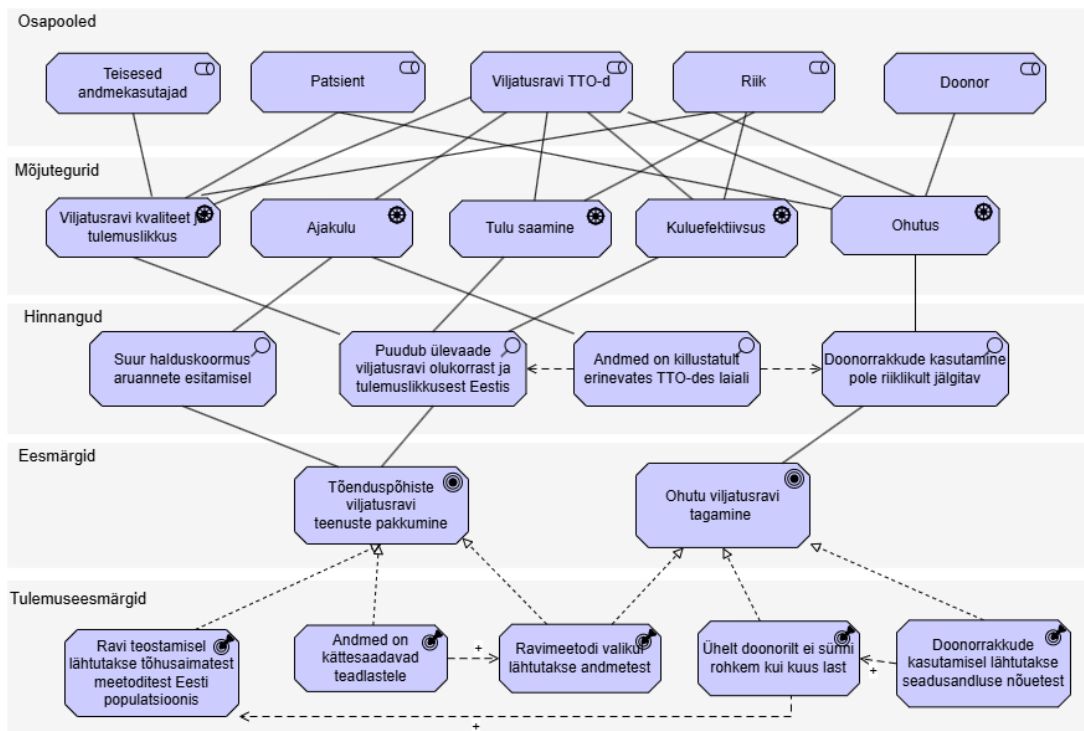 Osapooled
Teisesed
andmekasutajad
Patsient
Viljatusravi TTO-d
Riik
Doonor
Mõjutegurid
Viljatusravi kvaliteet ja
tulemuslikkus
Ajakulu
Tulu saamine
Kuluefektiivsus
Ohutus
Hinnangud
Suur halduskoormus
aruannete esitamisel
Puudub ülevaade
viljatusravi olukorrast ja
tulemuslikkusest Eestis
Andmed on killustatult
erinevates TTO-des laiali
Doonorrakkude kasutamine
pole riiklikult jälgitav
Eesmärgid
Tõenduspõhiste
viljatusravi
teenuste pakkumine
Ohutu viljatusravi
tagamine
Tulemuseesmärgid
Ravi teostamisel
lähtutakse tõhusaimatest
meetoditest Eesti
populatsioonis
Andmed on
kättesaadavad
teadlastele
+
Ravimeetodi valikul
lähtutakse andmetest
Ühelt doonorilt ei sünni
rohkem kui kuus last
+
Doonorrakkude
kasutamisel lähtutakse
seadusandluse nõuetest
+